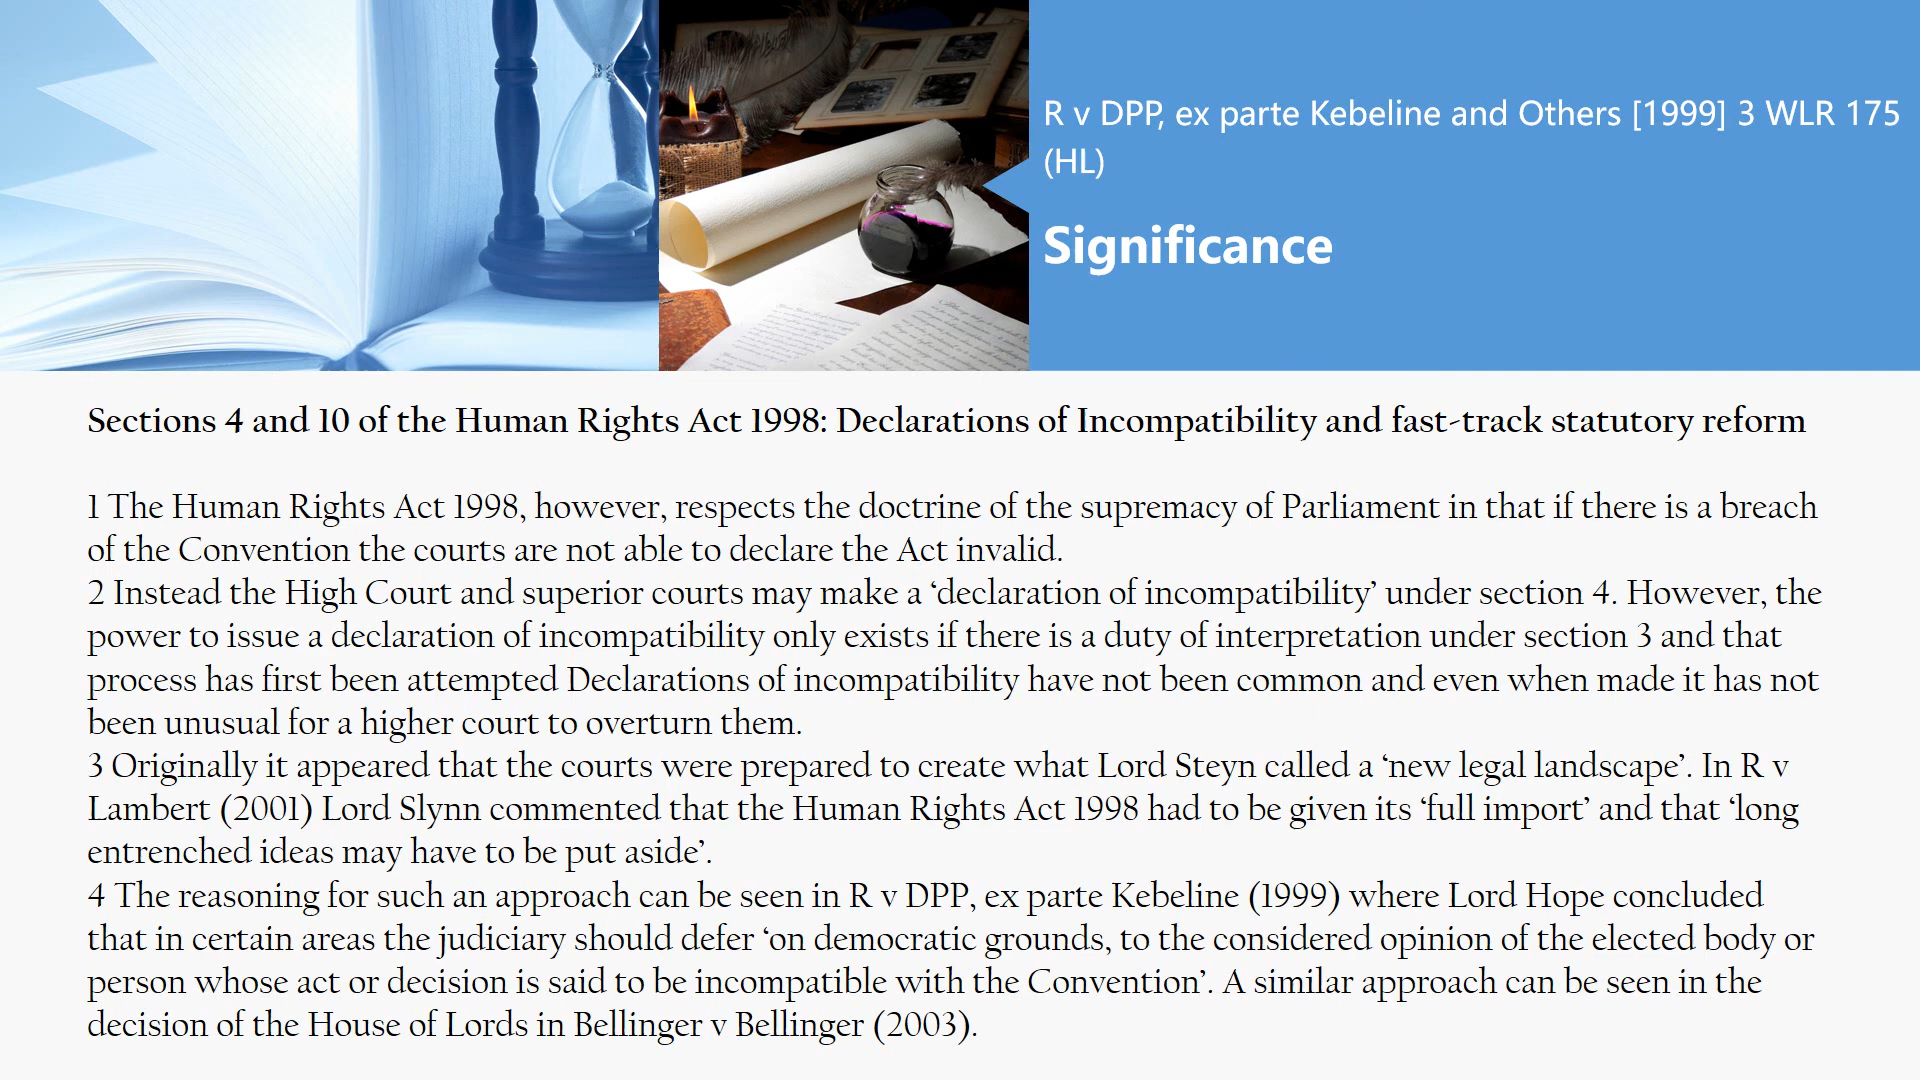 R v DPP, ex parte Kebeline and Others [1999] 3 WLR 175
(HL)
Significance
Sections 4 and 10 of the Human Rights Act 1998: Declarations of Incompatibility and fast-track statutory reform
1 The Human Rights Act 1998, however, respects the doctrine of the supremacy of Parliament in that if there is a breach
of the Convention the courts are not able to declare the Act invalid.
2 Instead the High Court and superior courts may make a ‘declaration of incompatibility’ under section 4. However, the
power to issue a declaration of incompatibility only exists if there is a duty of interpretation under section 3 and that
process has first been attempted Declarations of incompatibility have not been common and even when made it has not
been unusual for a higher court to overturn them.
3 Originally it appeared that the courts were prepared to create what Lord Steyn called a ‘new legal landscape’. In R v
Lambert (2001) Lord Slynn commented that the Human Rights Act 1998 had to be given its ‘full import’ and that ‘long
entrenched ideas may have to be put aside’.
4 The reasoning for such an approach can be seen in R v DPP, ex parte Kebeline (1999) where Lord Hope concluded
that in certain areas the judiciary should defer ‘on democratic grounds, to the considered opinion of the elected body or
person whose act or decision is said to be incompatible with the Convention’. A similar approach can be seen in the
decision of the House of Lords in Bellinger v Bellinger (2003).